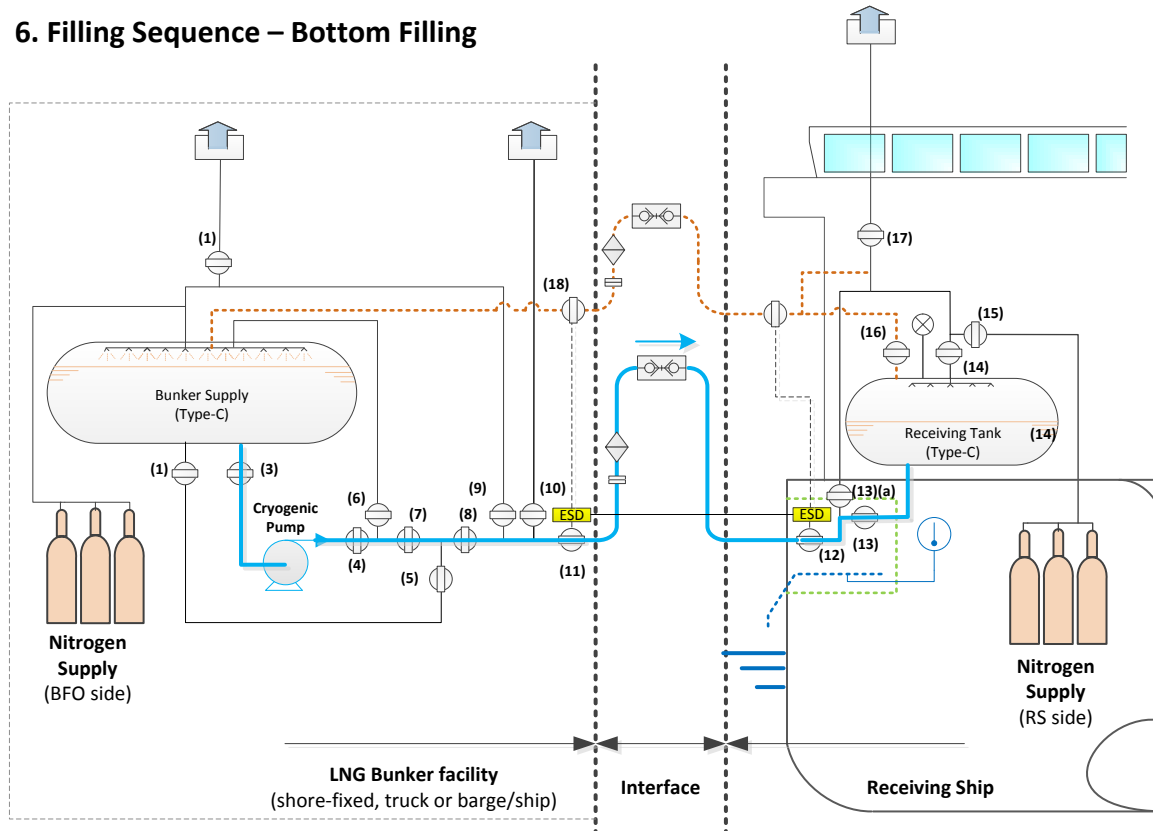 6. Filling Sequence – Bottom Filling
(1)
(17)
(18)
(15)
(16)
(14)
Bunker Supply
(Type-C)
Receiving Tank
(Type-C)
(14)
(1)
(3)
(6)
(9)
(10)
(13)(a)
Cryogenic
Pump
(7)
(8)
ESD
ESD
(4)
(5)
(11)
(12)
(13)
Nitrogen
Supply
(BFO side)
Nitrogen
Supply
(RS side)
LNG Bunker facility
(shore-fixed, truck or barge/ship)
Interface
Receiving Ship